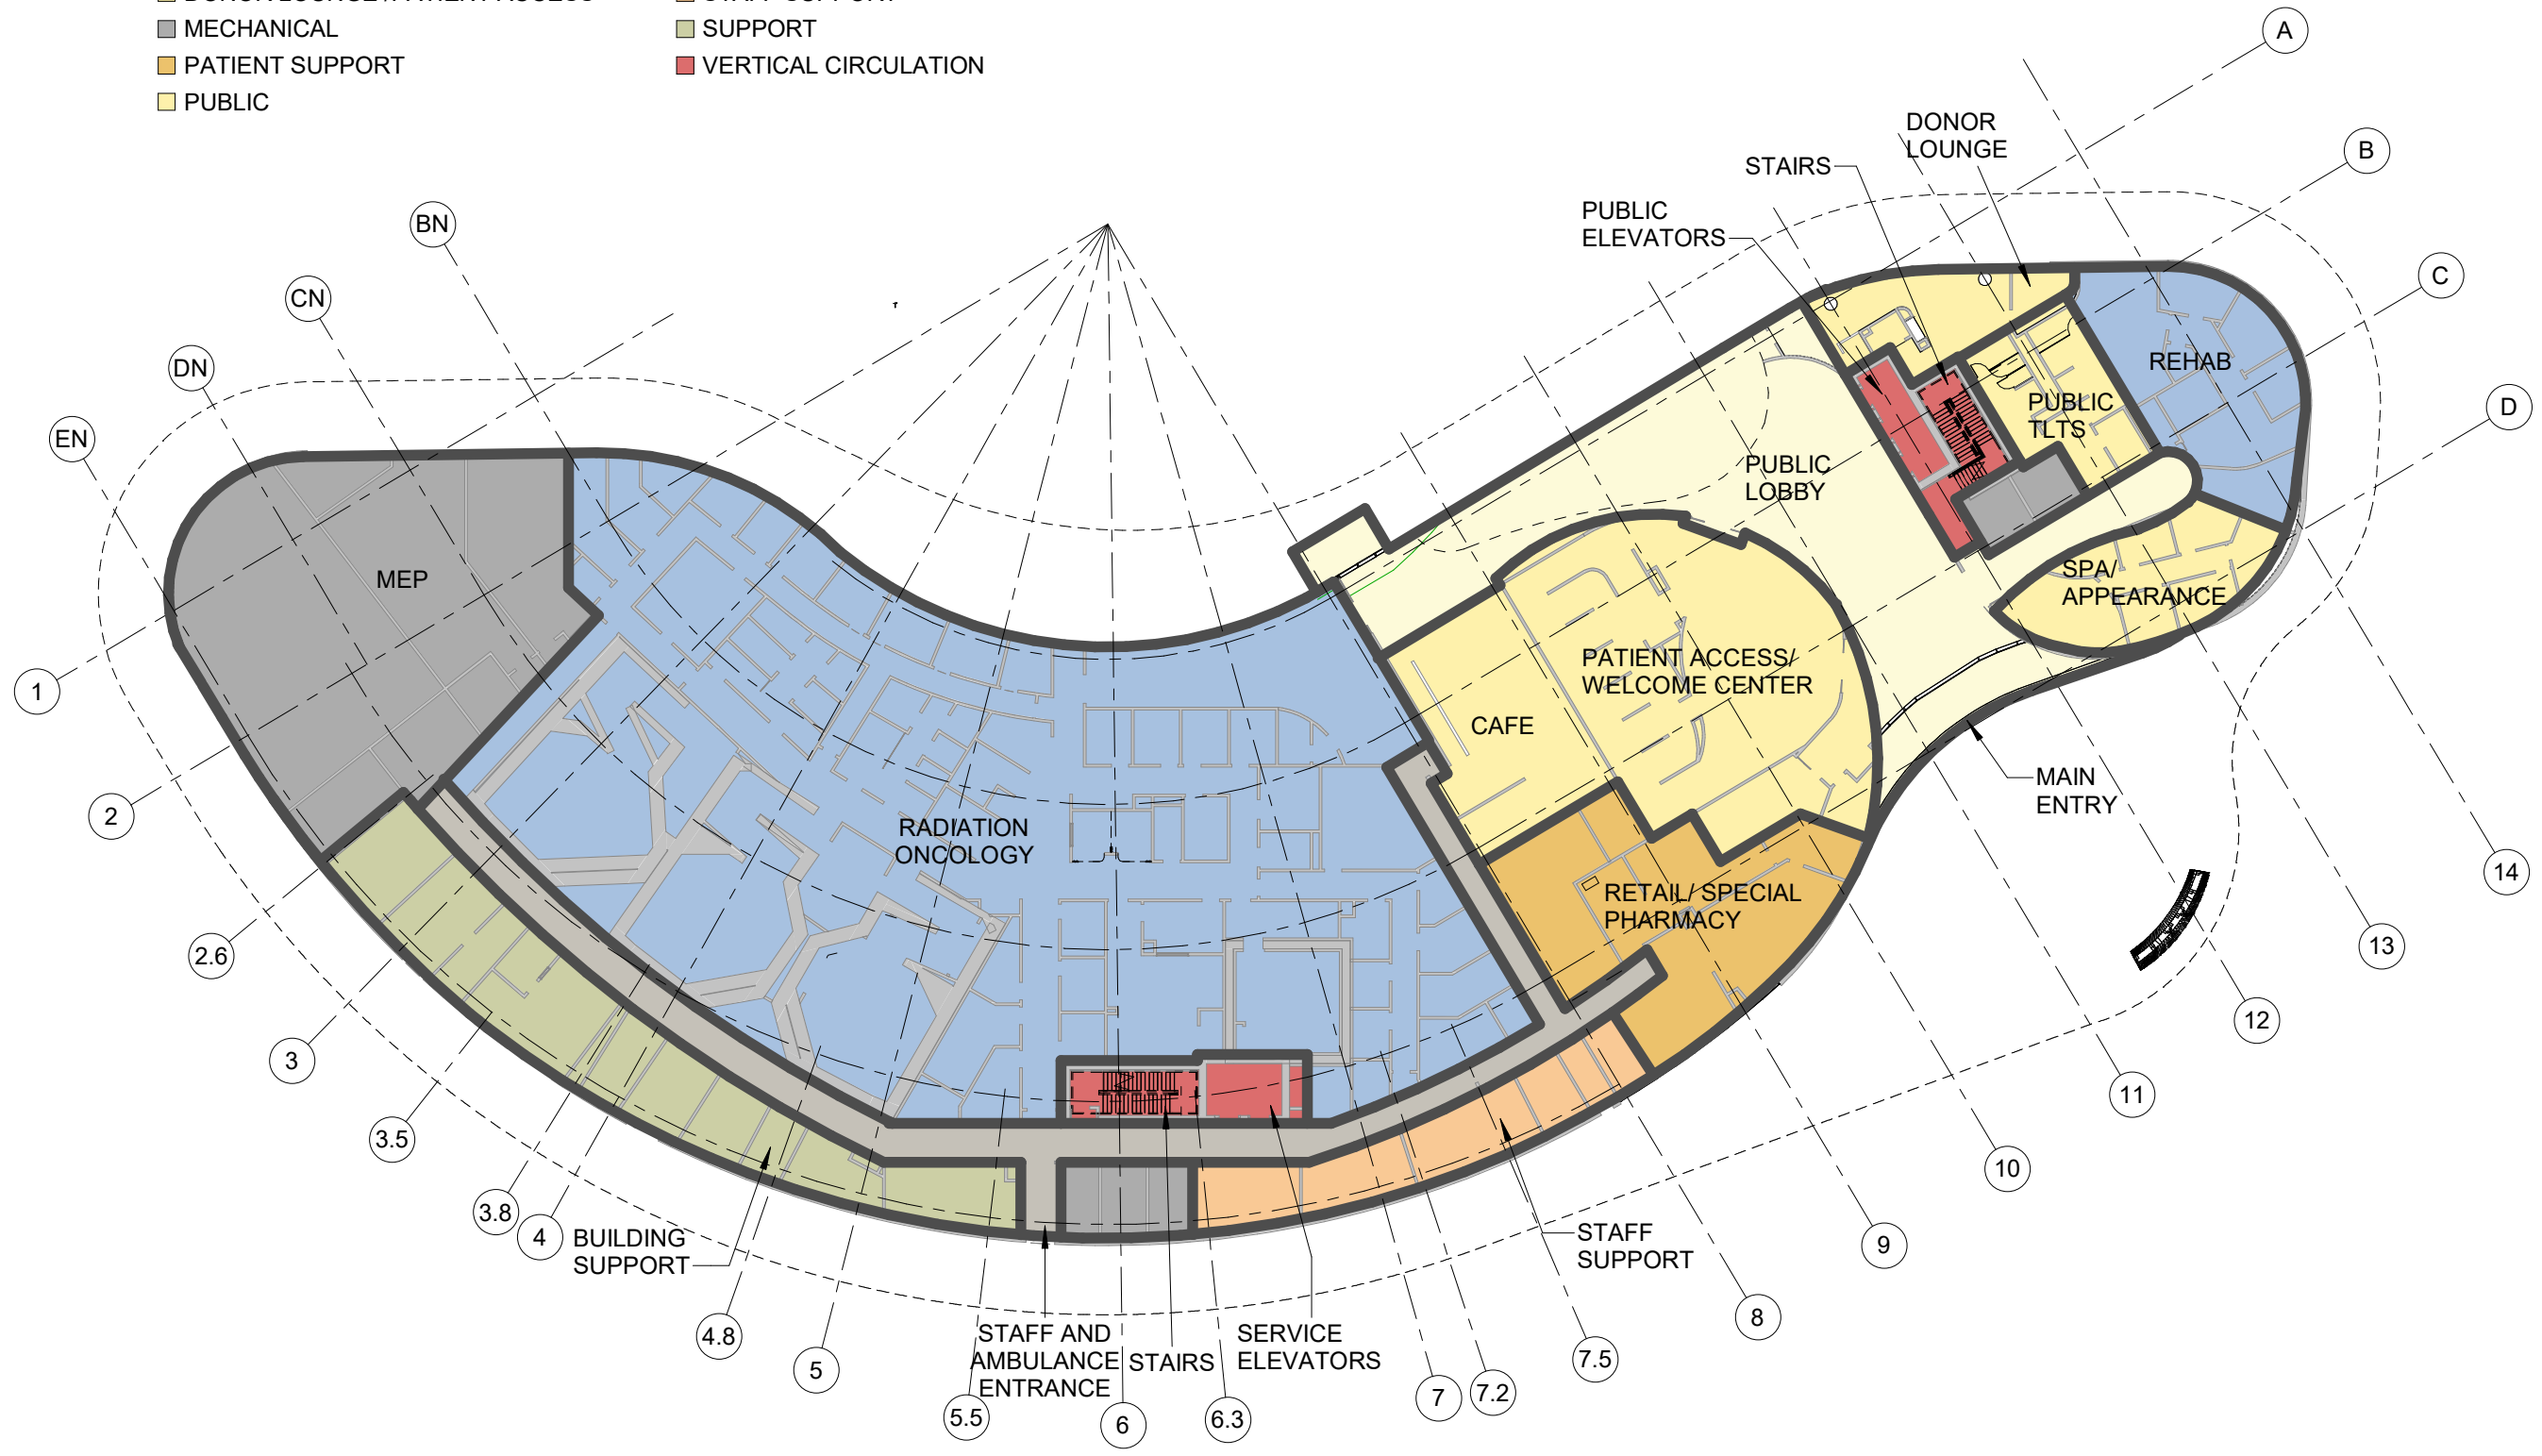 MECHANICAL
SUPPORT
PATIENT SUPPORT
VERTICAL CIRCULATION
PUBLIC
A
DONOR
LOUNGE
B
STAIRS
PUBLIC
ELEVATORS
BN
C
CN
DN
REHAB
D
EN
PUBLIC
TLTS
PUBLIC
LOBBY
MEP
SPA/
APPEARANCE
PATIENT ACCESS/
WELCOME CENTER
1
CAFE
MAIN
ENTRY
2
RADIATION
ONCOLOGY
14
RETAIL/ SPECIAL
PHARMACY
2.6
13
12
3
11
3.5
10
3.8
4
BUILDING
SUPPORT
STAFF
SUPPORT
9
8
4.8
STAFF AND
AMBULANCE
ENTRANCE
STAIRS
SERVICE
ELEVATORS
7.5
5
7.2
7
5.5
6
6.3